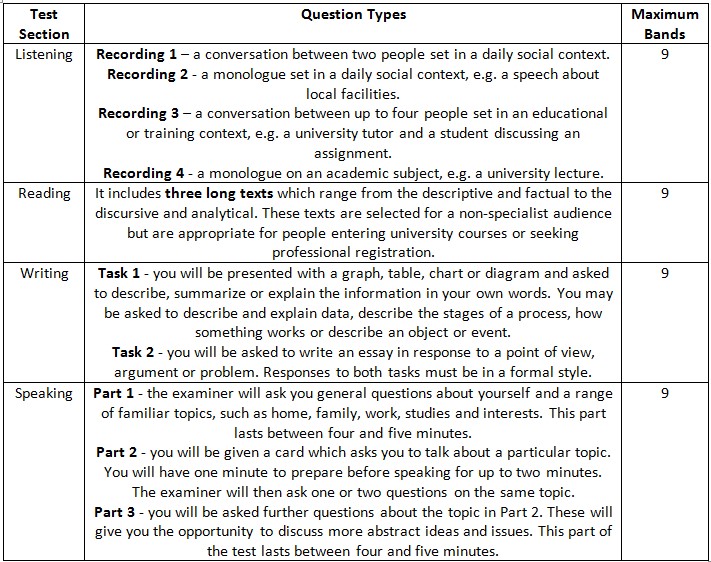 Test
Section
Question Types
Maximum
Bands
Listening
Recording 1 – a conversation between two people set in a daily social context.
Recording 2 - a monologue set in a daily social context, e.g. a speech about
local facilities.
Recording 3 – a conversation between up to four people set in an educational
or training context, e.g. a university tutor and a student discussing an
assignment.
Recording 4 - a monologue on an academic subject, e.g. a university lecture.
9
Reading
It includes three long texts which range from the descriptive and factual to the
discursive and analytical. These texts are selected for a non-specialist audience
but are appropriate for people entering university courses or seeking
professional registration.
9
Writing
Task 1 - you will be presented with a graph, table, chart or diagram and asked
to describe, summarize or explain the information in your own words. You may
be asked to describe and explain data, describe the stages of a process, how
something works or describe an object or event.
Task 2 - you will be asked to write an essay in response to a point of view,
argument or problem. Responses to both tasks must be in a formal style.
9
Speaking
Part 1 - the examiner will ask you general questions about yourself and a range
of familiar topics, such as home, family, work, studies and interests. This part
lasts between four and five minutes.
Part 2 - you will be given a card which asks you to talk about a particular topic.
You will have one minute to prepare before speaking for up to two minutes.
The examiner will then ask one or two questions on the same topic.
Part 3 - you will be asked further questions about the topic in Part 2. These will
give you the opportunity to discuss more abstract ideas and issues. This part of
the test lasts between four and five minutes.
9